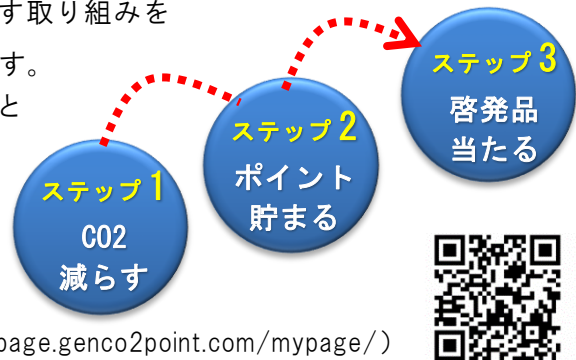 す取り組みを
す。
と
ステップ1
CO2
減らす
ステップ2
ポイント
貯まる
ステップ3
啓発品
当たる
page.genco2point.com/mypage/）